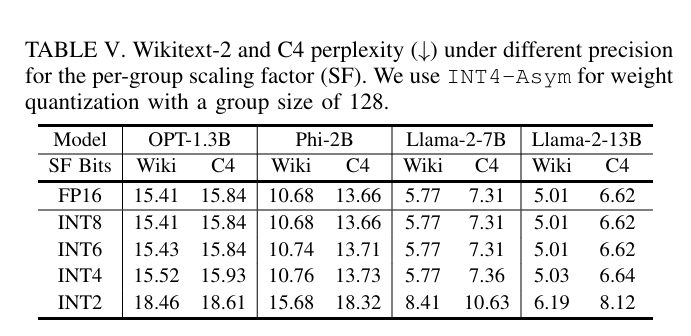 TABLE V. Wikitext-2 and C4 perplexity (↓) under different precision
for the per-group scaling factor (SF). We use INT4-Asym for weight
quantization with a group size of 128.
Model OPT-1.3B Phi-2B Llama-2-7B Llama-2-13B
SF Bits Wiki C4 Wiki C4 Wiki C4 Wiki C4
FP16 15.41 15.84 10.68 13.66 5.77 7.31 5.01 6.62
INT8 15.41 15.84 10.68 13.66 5.77 7.31 5.01 6.62
INT6 15.43 15.84 10.74 13.71 5.77 7.31 5.01 6.62
INT4 15.52 15.93 10.76 13.73 5.77 7.36 5.03 6.64
INT2 18.46 18.61 15.68 18.32 8.41 10.63 6.19 8.12